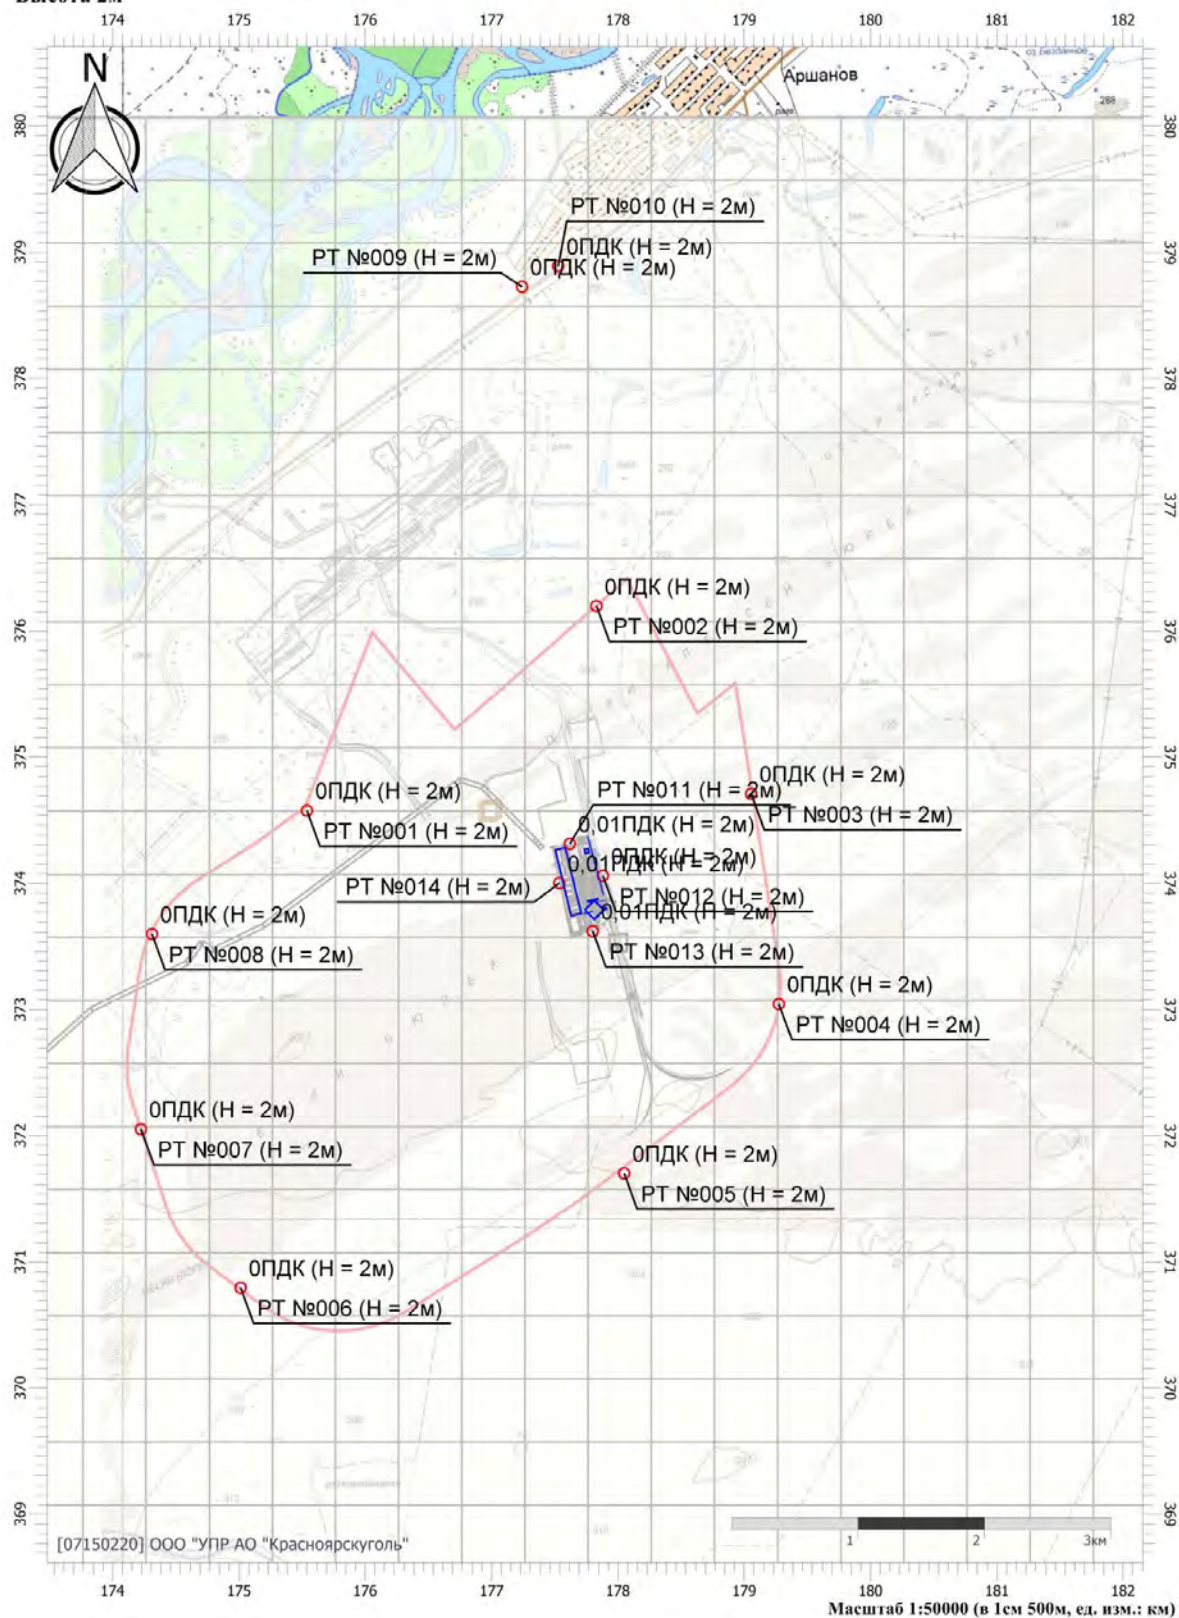 Высота 2м
174 175 176 177 178 179 180 181 182
оз Бездонное
Аршанов
288
N
380 380
РТ №010 (Н = 2м)
0ПДК (Н = 2м)
РТ №009 (Н = 2м)
0ПДК (Н = 2м)
379 379
378 378
377 377
0ПДК (Н = 2м)
РТ №002 (Н = 2м)
376 376
375 375
0ПДК (Н = 2м)
РТ №003 (Н = 2м)
РТ №011 (Н = 2м)
0ПДК (Н = 2м)
РТ №001 (Н = 2м)
0,01ПДК (Н = 2м)
0ПДК (Н = 2м)
0,01ПДК (Н = 2м)
РТ №014 (Н = 2м)
РТ №012 (Н = 2м)
374 374
0,01ПДК (Н = 2м)
0ПДК (Н = 2м)
РТ №008 (Н = 2м)
РТ №013 (Н = 2м)
0ПДК (Н = 2м)
373 373
РТ №004 (Н = 2м)
0ПДК (Н = 2м)
372 372
РТ №007 (Н = 2м)
0ПДК (Н = 2м)
РТ №005 (Н = 2м)
371 371
0ПДК (Н = 2м)
РТ №006 (Н = 2м)
370 370
369 369
[07150220] ООО "УПР АО "Красноярскуголь"
1 2 3км
174 175 176 177 178 179 180 181 182
Масштаб 1:50000 (в 1см 500м, ед. изм.: км)